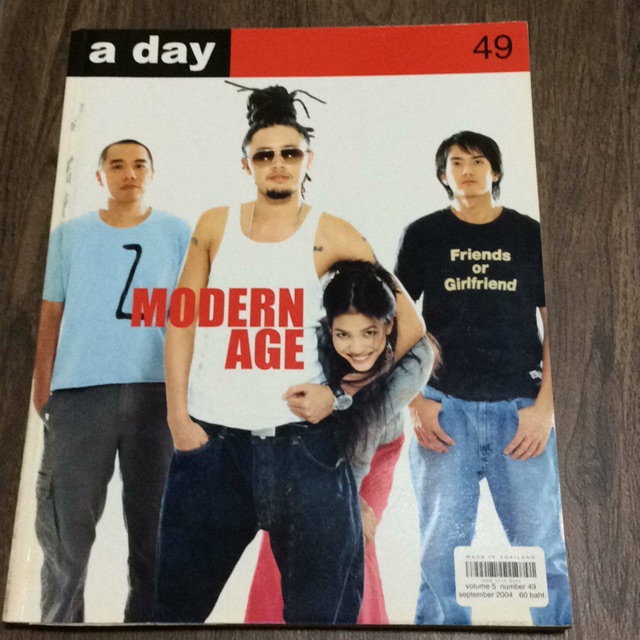 a day
49
Friends
or
Girlfriend
MODERN
AGE
MADE IN THAILAND
volume 5 number 49
september 2004 60 baht